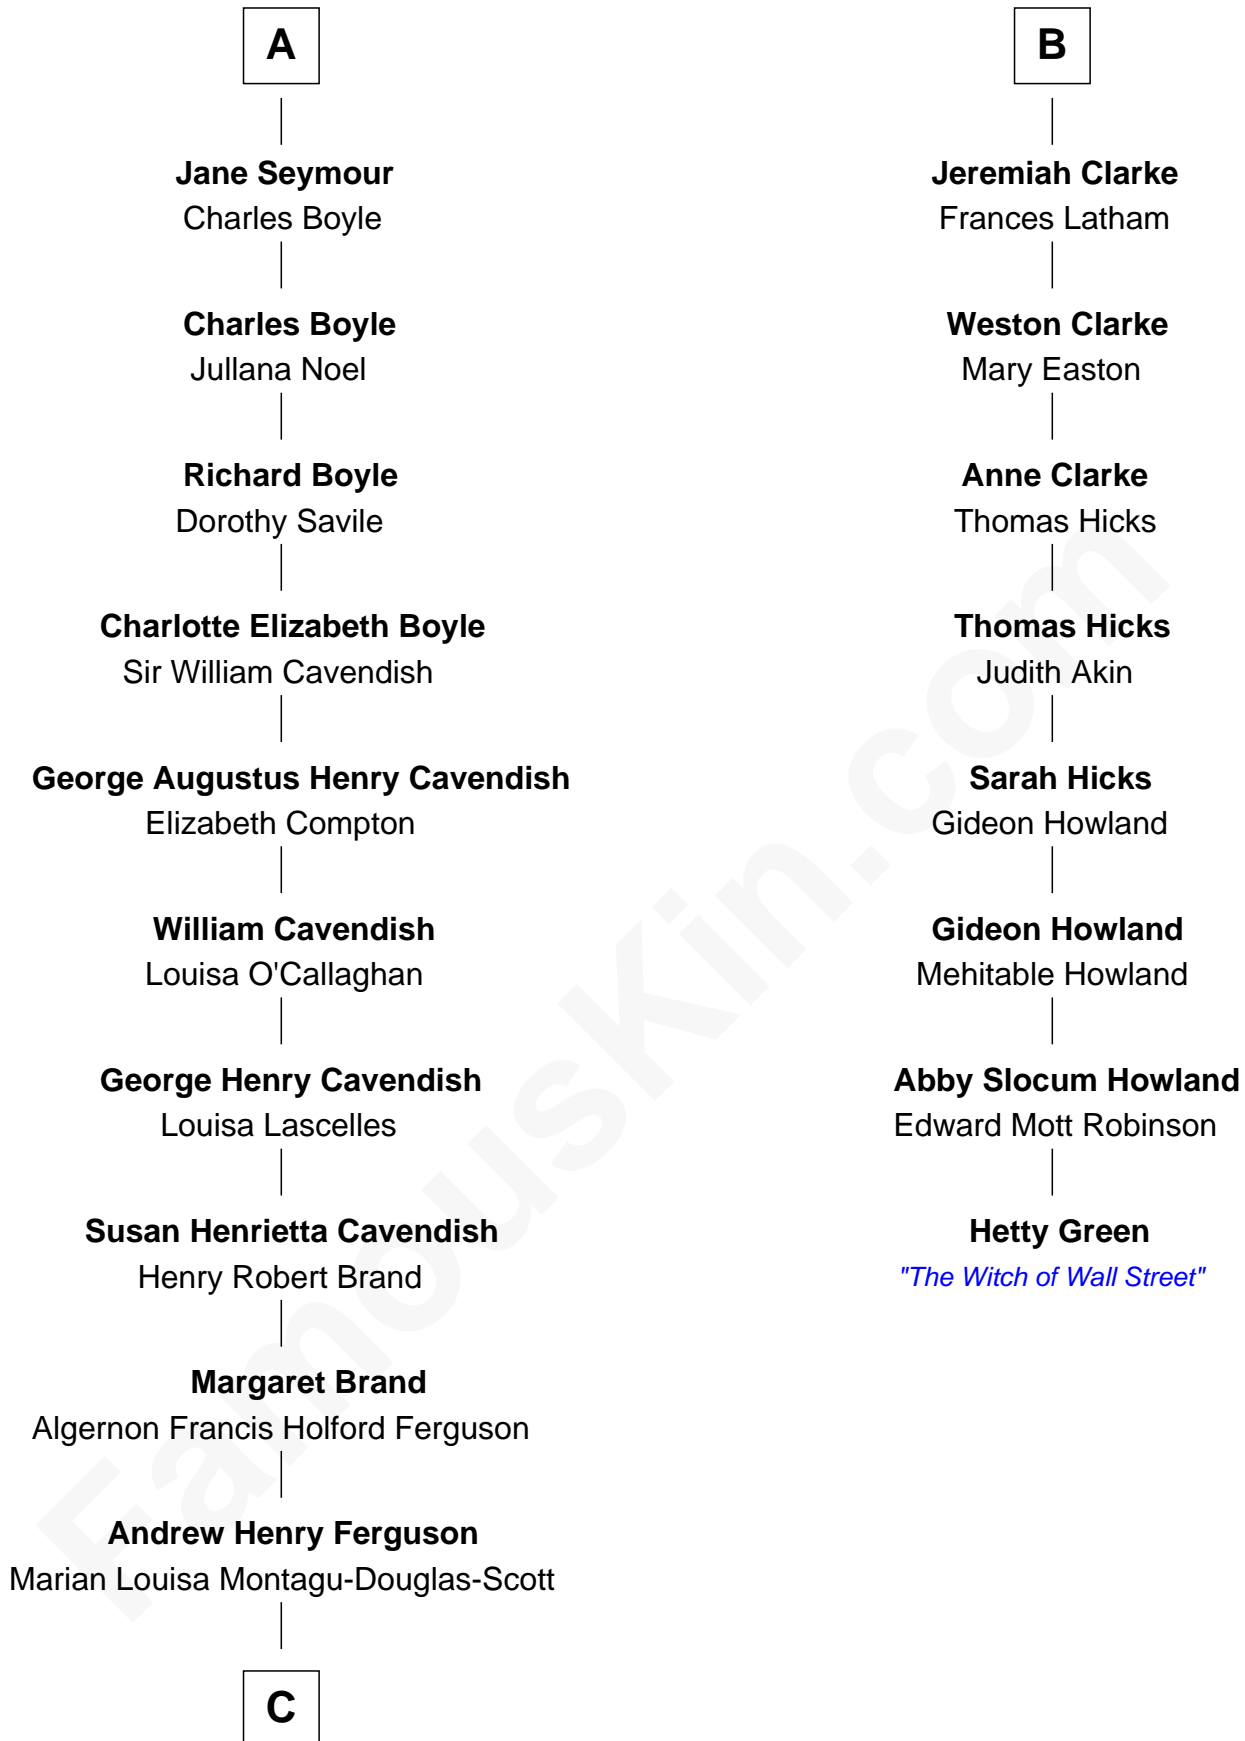 A
Jane Seymour
Charles Boyle
Charles Boyle
Jullana Noel
Richard Boyle
Dorothy Savile
Charlotte Elizabeth Boyle
Sir William Cavendish
George Augustus Henry Cavendish
Elizabeth Compton
William Cavendish
Louisa O'Callaghan
George Henry Cavendish
Louisa Lascelles
Susan Henrietta Cavendish
Henry Robert Brand
Margaret Brand
Algernon Francis Holford Ferguson
Andrew Henry Ferguson
Marian Louisa Montagu-Douglas-Scott
C
B
Jeremiah Clarke
Frances Latham
Weston Clarke
Mary Easton
Anne Clarke
Thomas Hicks
Thomas Hicks
Judith Akin
Sarah Hicks
Gideon Howland
Gideon Howland
Mehitable Howland
Abby Slocum Howland
Edward Mott Robinson
Hetty Green
"The Witch of Wall Street"
FamousKin.com